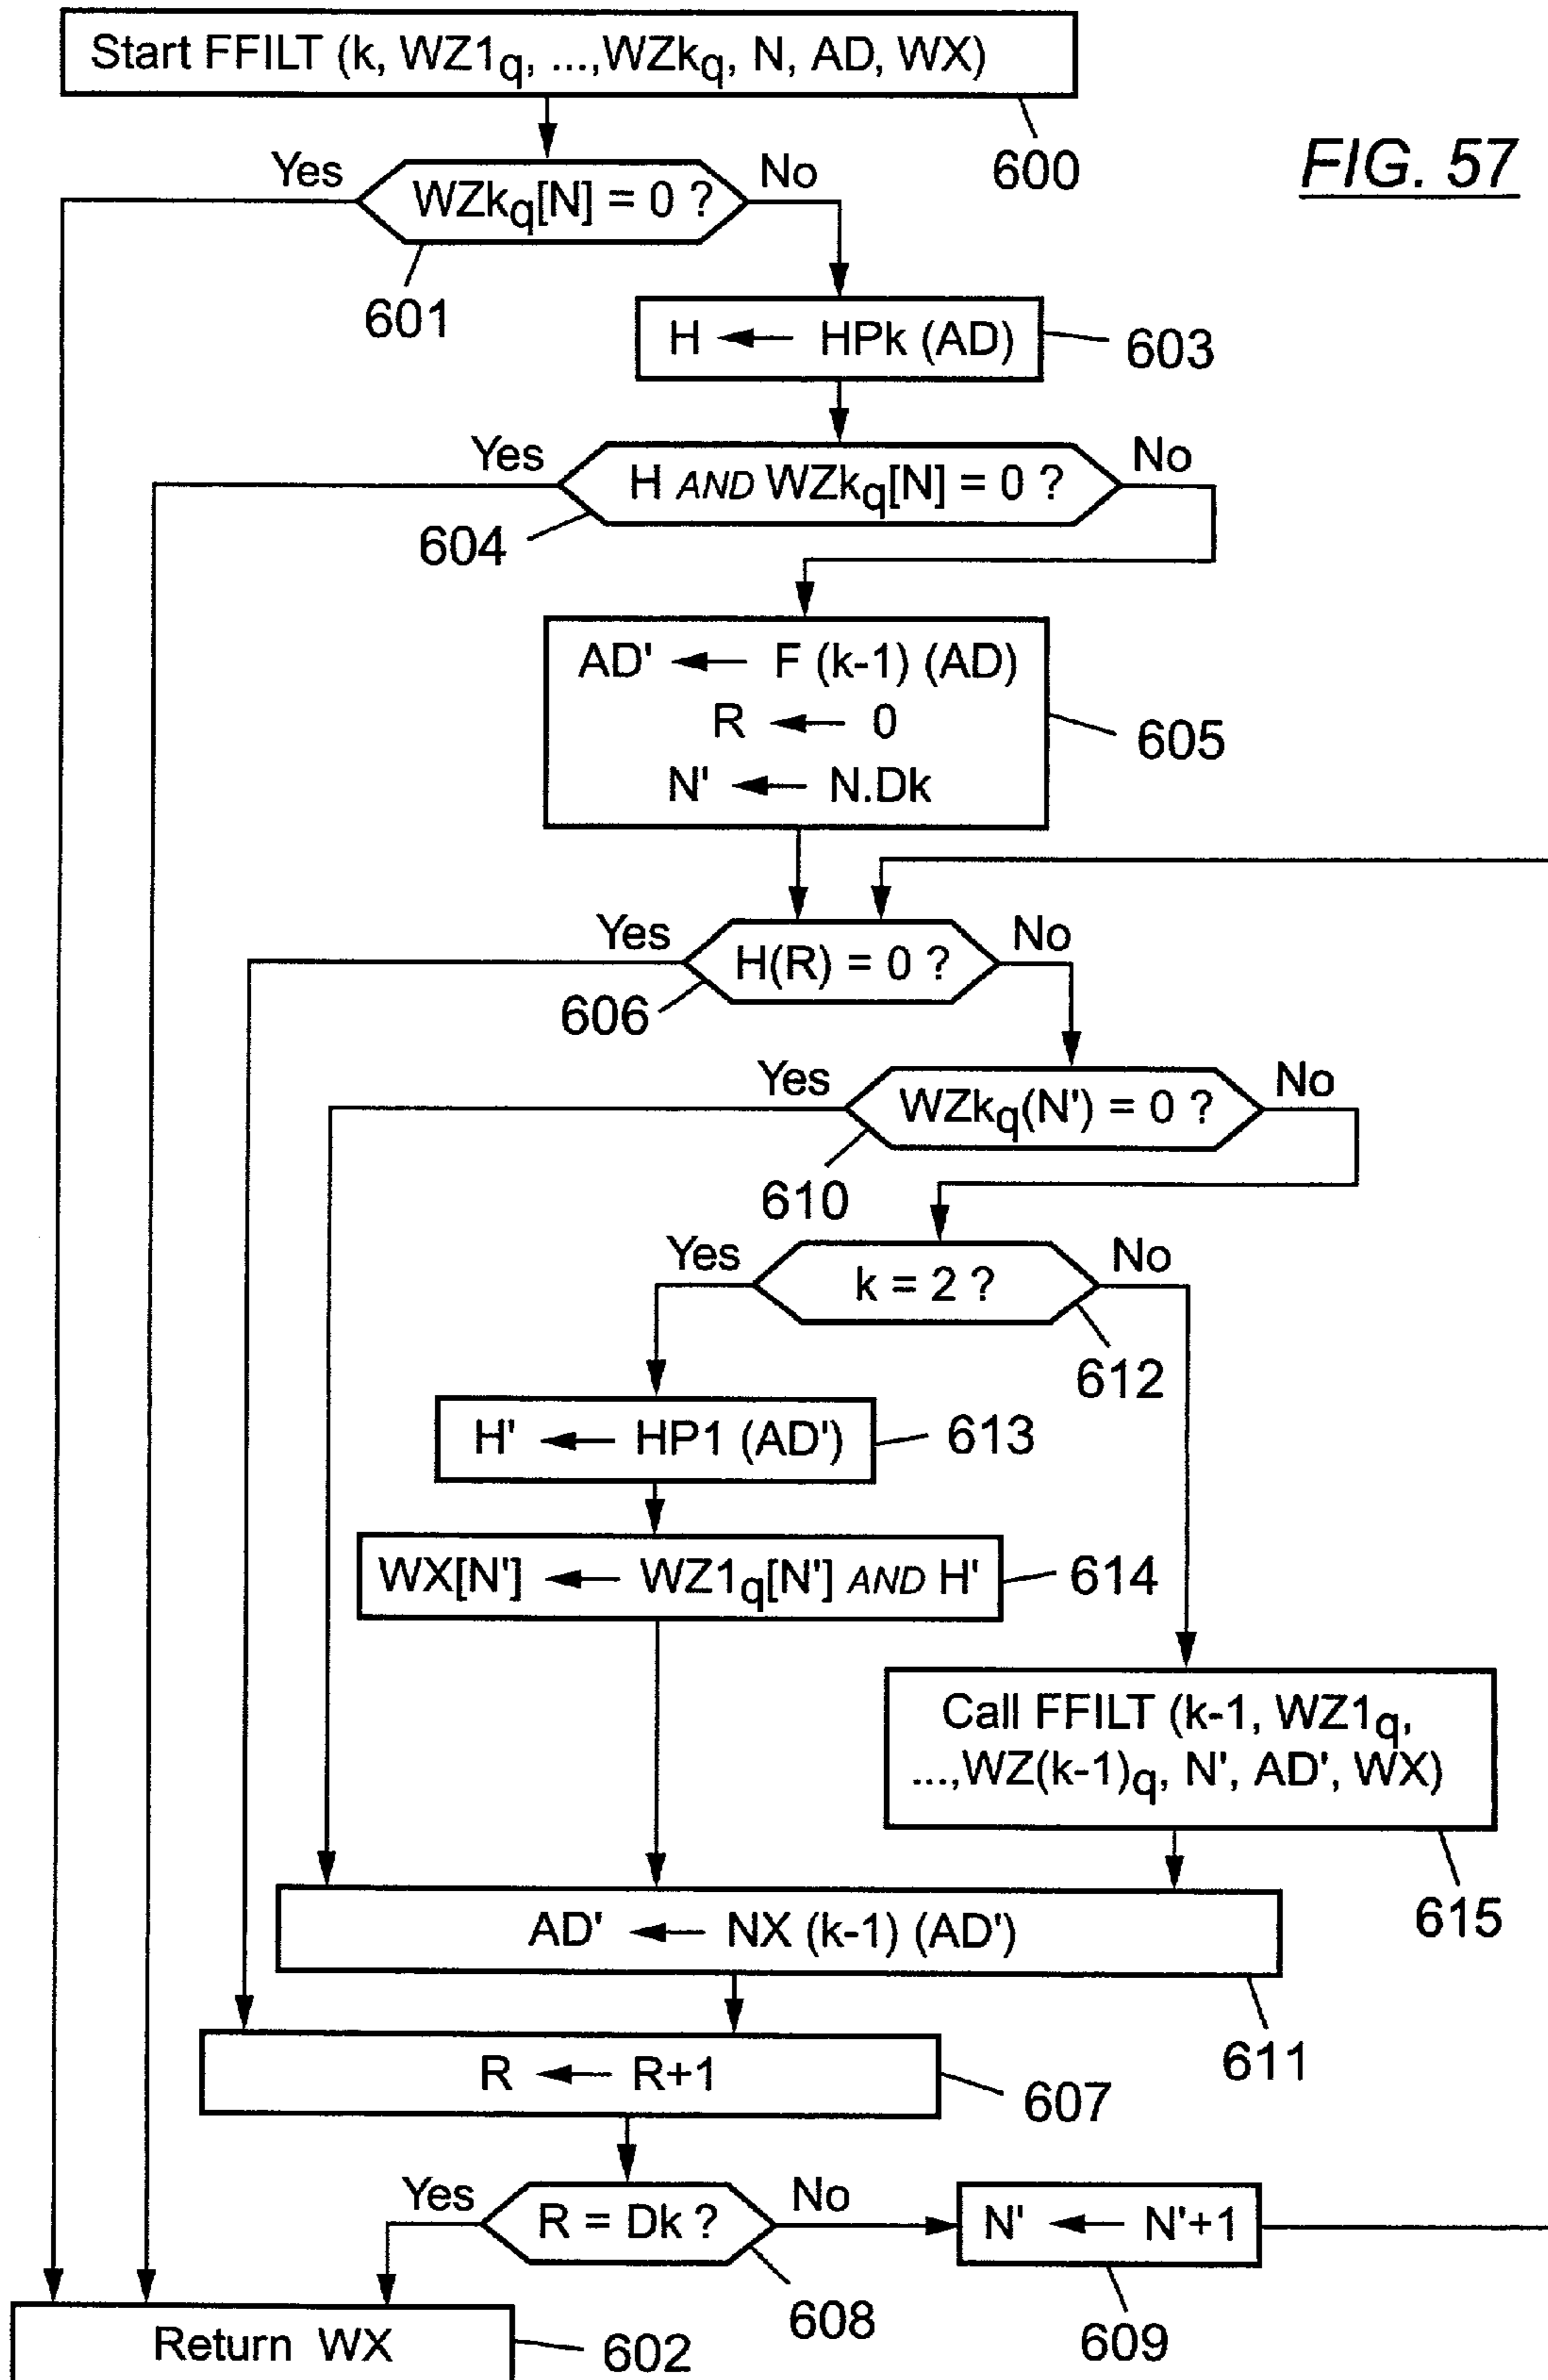 Start FFILT (k, WZ1q, ...,WZkq, N, AD, WX)
600
FIG. 57
Yes
WZkq[N] = 0 ?
No
601
H ← HPk (AD)
603
Yes
H AND WZkq[N] = 0 ?
No
604
AD' ← F (k-1) (AD)
R ← 0
N' ← N.Dk
605
Yes
H(R) = 0 ?
No
606
Yes
WZkq(N') = 0 ?
No
610
Yes
k = 2 ?
No
612
H' ← HP1 (AD')
613
WX[N'] ← WZ1q[N'] AND H'
614
Call FFILT (k-1, WZ1q,
...,WZ(k-1)q, N', AD', WX)
615
AD' ← NX (k-1) (AD')
611
R ← R+1
607
Yes
R = Dk ?
No
608
N' ← N'+1
609
Return WX
602